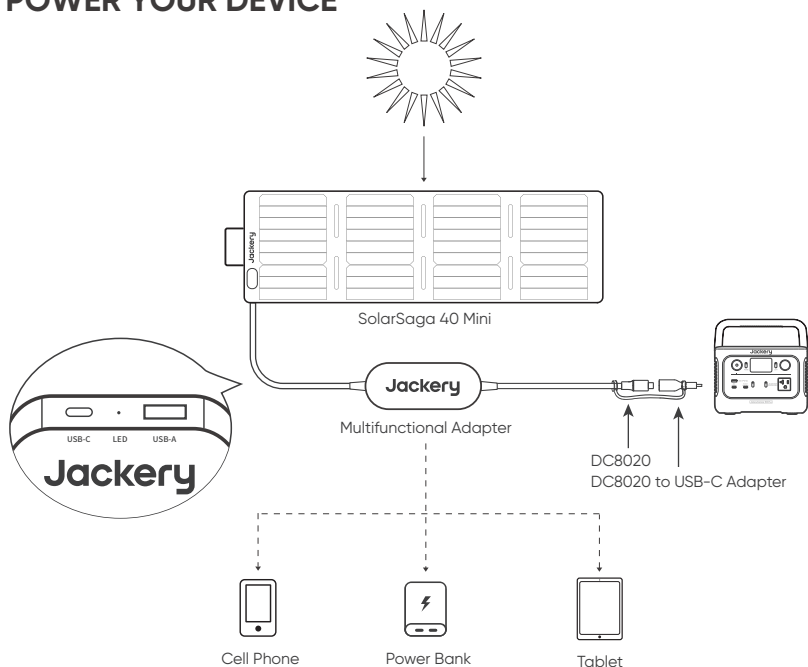 POWER YOUR DEVICE
Jackery
SolarSaga 40 Mini
Jackery
Jackery
Multifunctional Adapter
USB-C LED USB-A
Jackery
DC8020
DC8020 to USB-C Adapter
Cell Phone
Power Bank
Tablet